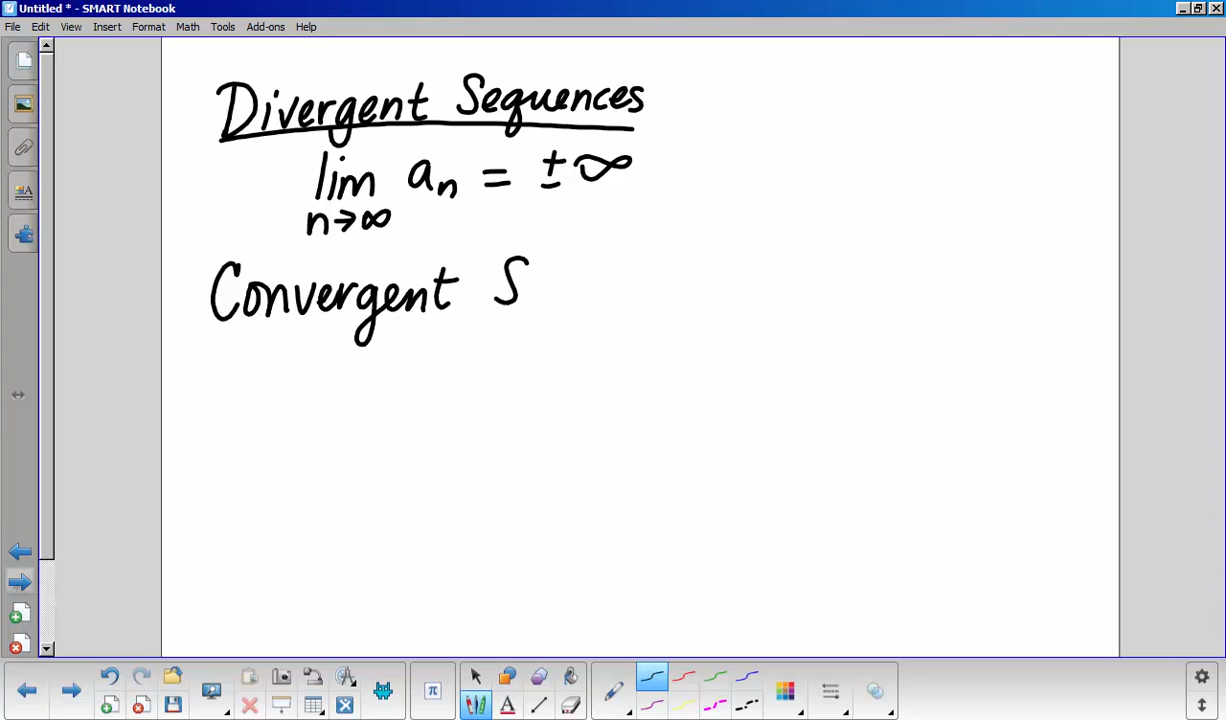 Untitled * - SMART Notebook
File Edit View Insert Format Math Tools Add-ons Help
Divergent Sequences
lim aₙ = ±∞
n→∞
Convergent S